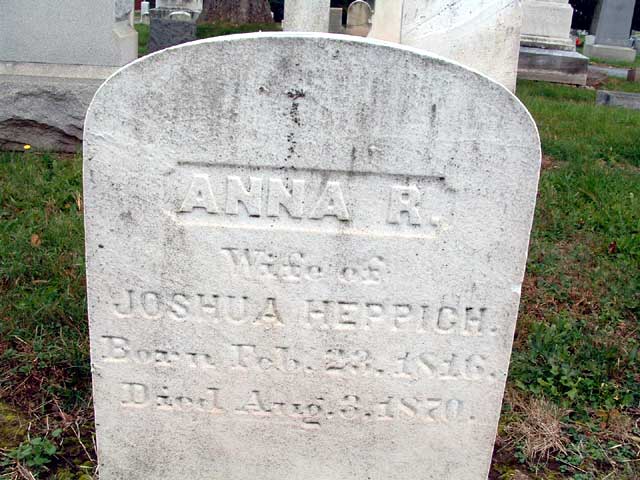 ANNA R.
Wife of
JOSHUA HEPPICH.
Born Feb. 23. 1816.
Died Aug. 3. 1870.